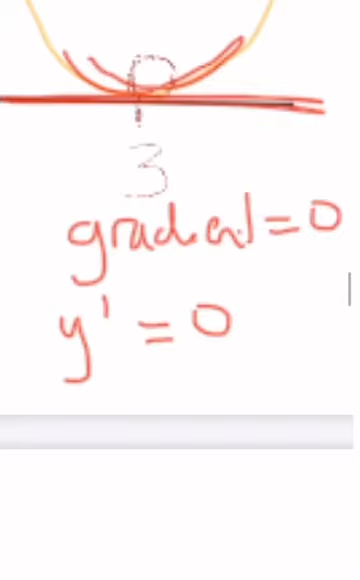 3
gradient=0
y' = 0